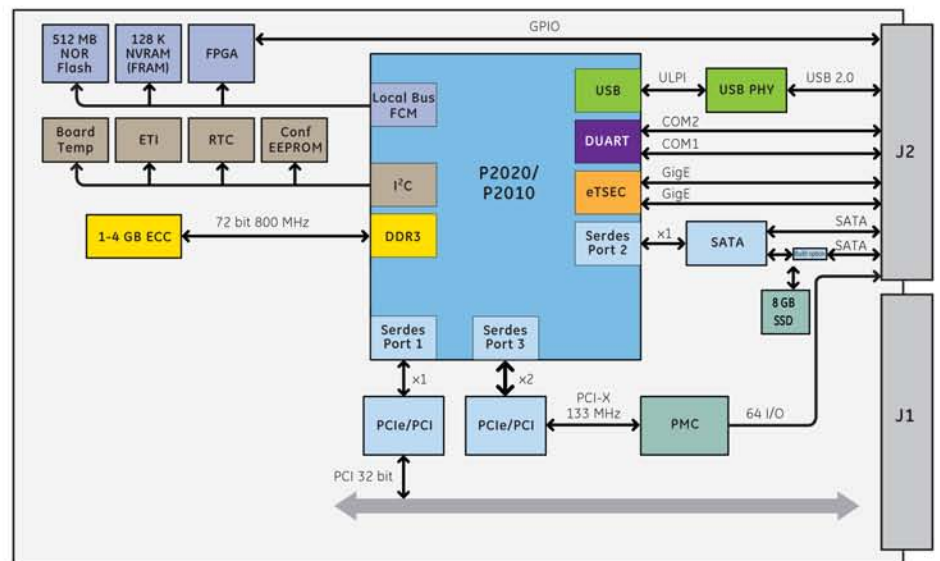 GPIO
512 MB
NOR
Flash
128 K
NVRAM
(FRAM)
FPGA
Local Bus
FCM
USB
ULPI
USB PHY
USB 2.0
Board
Temp
ETI
RTC
Conf
EEPROM
DUART
COM2
COM1
J2
P2020/
P2010
I²C
eTSEC
GigE
GigE
1-4 GB ECC
72 bit 800 MHz
DDR3
Serdes
Port 2
x1
SATA
SATA
SATA
8 GB
SSD
Serdes
Port 1
Serdes
Port 3
x1
x2
PCIe/PCI
PCIe/PCI
PCI-X
133 MHz
PMC
64 I/O
J1
PCI 32 bit